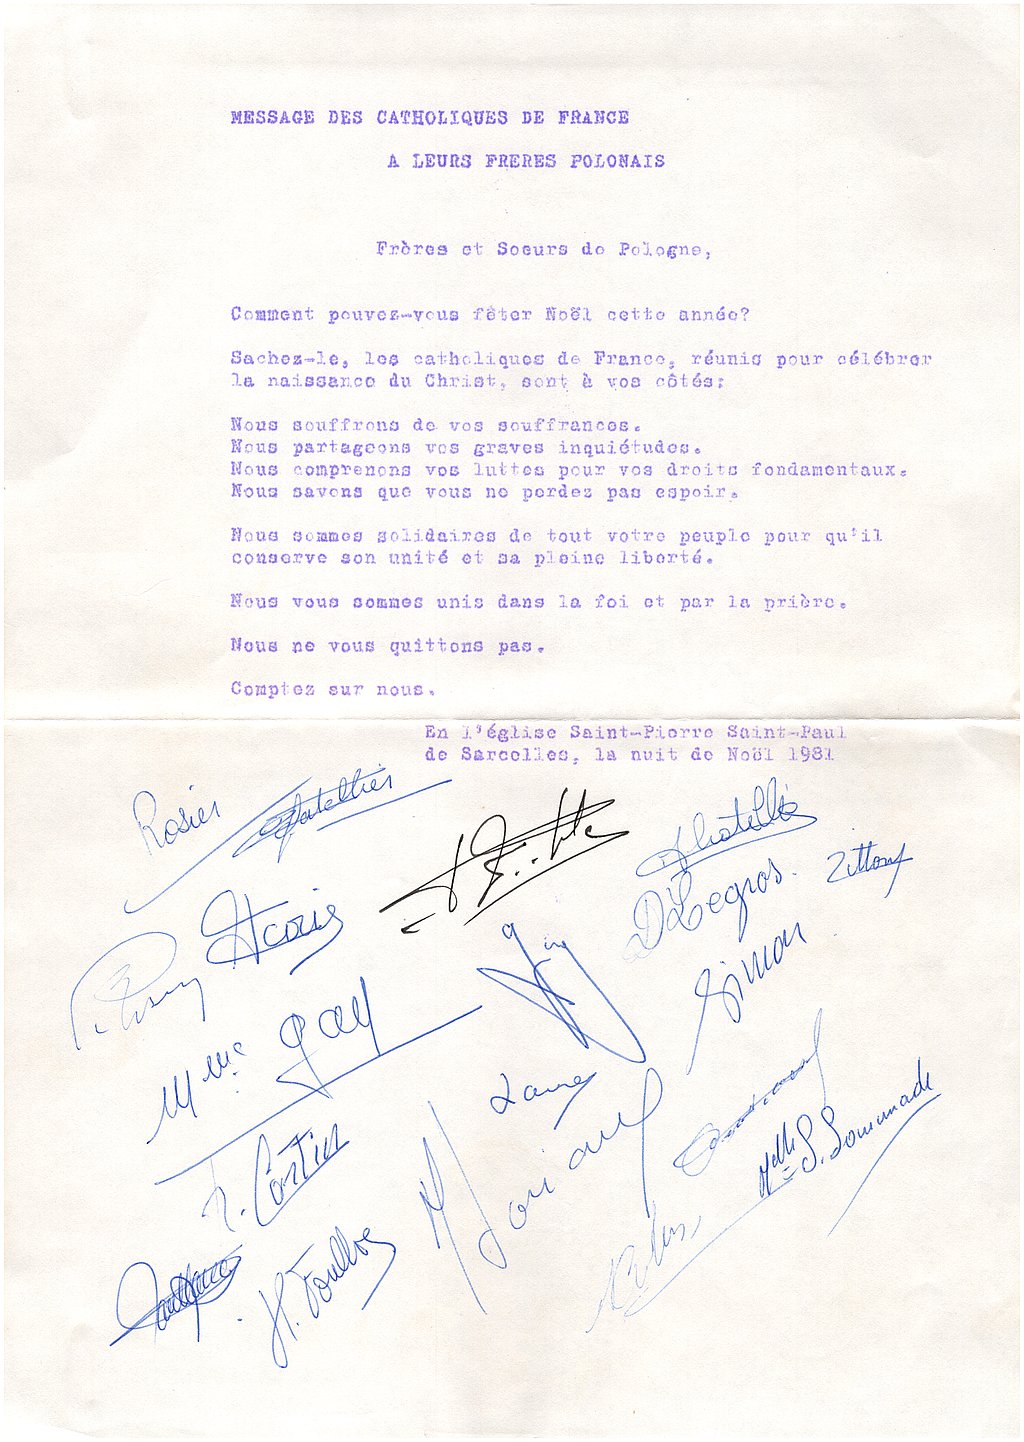 MESSAGE DES CATHOLIQUES DE FRANCE
A LEURS FRERES POLONAIS
Frères et Soeurs de Pologne,
Comment pouvez-vous fêter Noël cette année?
Sachez-le, les catholiques de France, réunis pour célébrer
la naissance du Christ, sont à vos côtés:
Nous souffrons de vos souffrances.
Nous partageons vos graves inquiétudes.
Nous comprenons vos luttes pour vos droits fondamentaux.
Nous savons que vous ne perdez pas espoir.
Nous sommes solidaires de tout votre peuple pour qu'il
conserve son unité et sa pleine liberté.
Nous vous sommes unis dans la foi et par la prière.
Nous ne vous quittons pas.
Comptez sur nous.
En l'église Saint-Pierre Saint-Paul
de Sarcelles, la nuit de Noël 1981
Rosier
D Legros
Simon
Mme Gall
Cortin
Melle S. Sommade